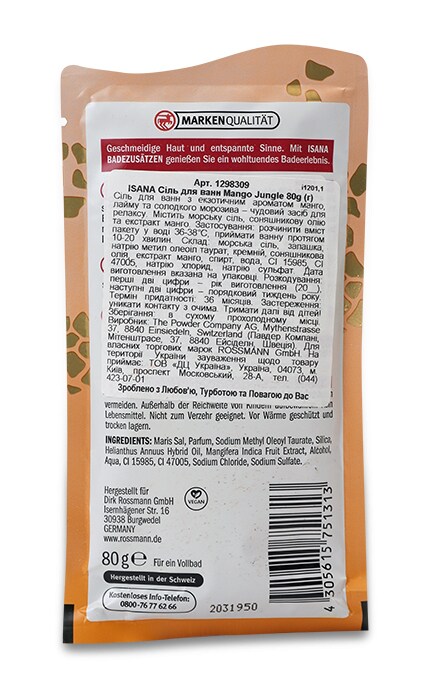 MARKENQUALITÄT
Geschmeidige Haut und entspannte Sinne. Mit ISANA
BADEZUSÄTZEN genießen Sie ein wohltuendes Badeerlebnis.
Арт. 1298309
i1201,1
ISANA Сіль для ванн Mango Jungle 80g (г)
Сіль для ванн з екзотичним ароматом манго,
лайму та солодкого морозива – чудовий засіб для
релаксу. Містить морську сіль, соняшникову олію
та екстракт манго. Застосування: розчинити вміст
пакету у воді 36-38°C, приймати ванну протягом
10-20 хвилин. Склад: морська сіль, запашка,
натрію метил олеоїл таурат, кремній, соняшникова
олія, екстракт манго, спирт, вода, CI 15985, CI
47005, натрію хлорид, натрію сульфат. Дата
виготовлення вказана на упаковці. Розкодування:
перші дві цифри – рік виготовлення (20__),
наступні дві цифри – порядковий тиждень року.
Термін придатності: 36 місяців. Застереження:
уникати контакту з очима. Тримати далі від дітей!
Зберігання: в сухому прохолодному місці.
Виробник: The Powder Company AG, Mythenstrasse
37, 8840 Einsiedeln, Switzerland (Павдер Компані,
Мітенштрасе, 37, 8840 Ейсіделн, Швеція). Для
власних торгових марок ROSSMANN GmbH. На
території України зауваження щодо товару
приймає: ТОВ «ДЦ Україна», Україна, 04073, м.
Київ, проспект Московський, 28-А, тел. (044)
423-07-01
Зроблено з Любов'ю, Турботою та Повагою до Вас
vermeiden. Außerhalb der Reichweite von Kindern aufbewahren.
Lebensmittel. Nicht zum Verzehr geeignet. Vor Wärme geschützt und
trocken lagern.
INGREDIENTS: Maris Sal, Parfum, Sodium Methyl Oleoyl Taurate, Silica,
Helianthus Annuus Hybrid Oil, Mangifera Indica Fruit Extract, Alcohol,
Aqua, CI 15985, CI 47005, Sodium Chloride, Sodium Sulfate.
Hergestellt für
Dirk Rossmann GmbH
Isernhägener Str. 16
30938 Burgwedel
GERMANY
www.rossmann.de
VEGAN
80 g e Für ein Vollbad
Hergestellt in der Schweiz
Kostenloses Info-Telefon:
0800-76 77 62 66
2031950
4305615751313